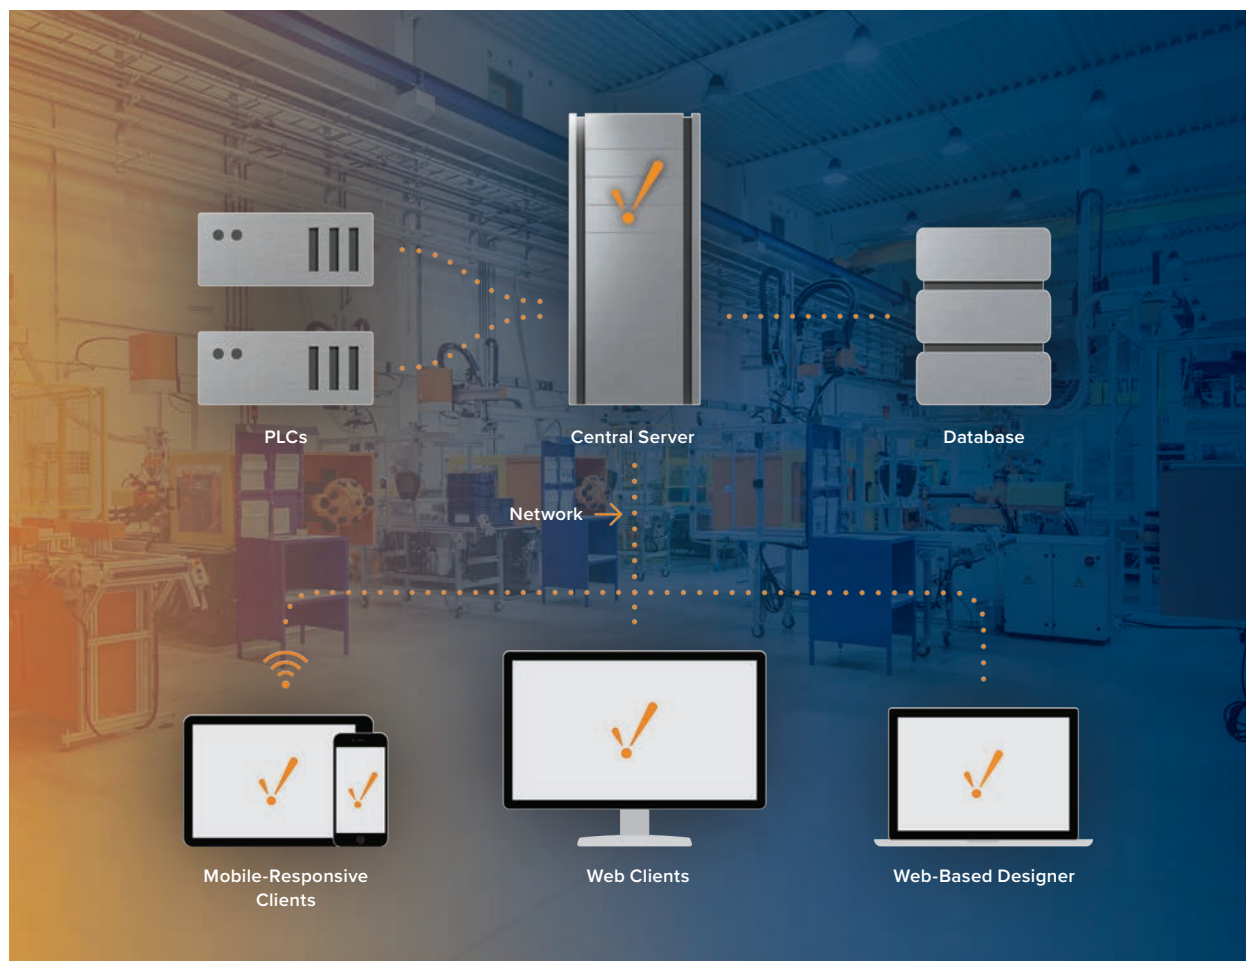 PLCs
Central Server
Database
Network
Mobile-Responsive
Clients
Web Clients
Web-Based Designer